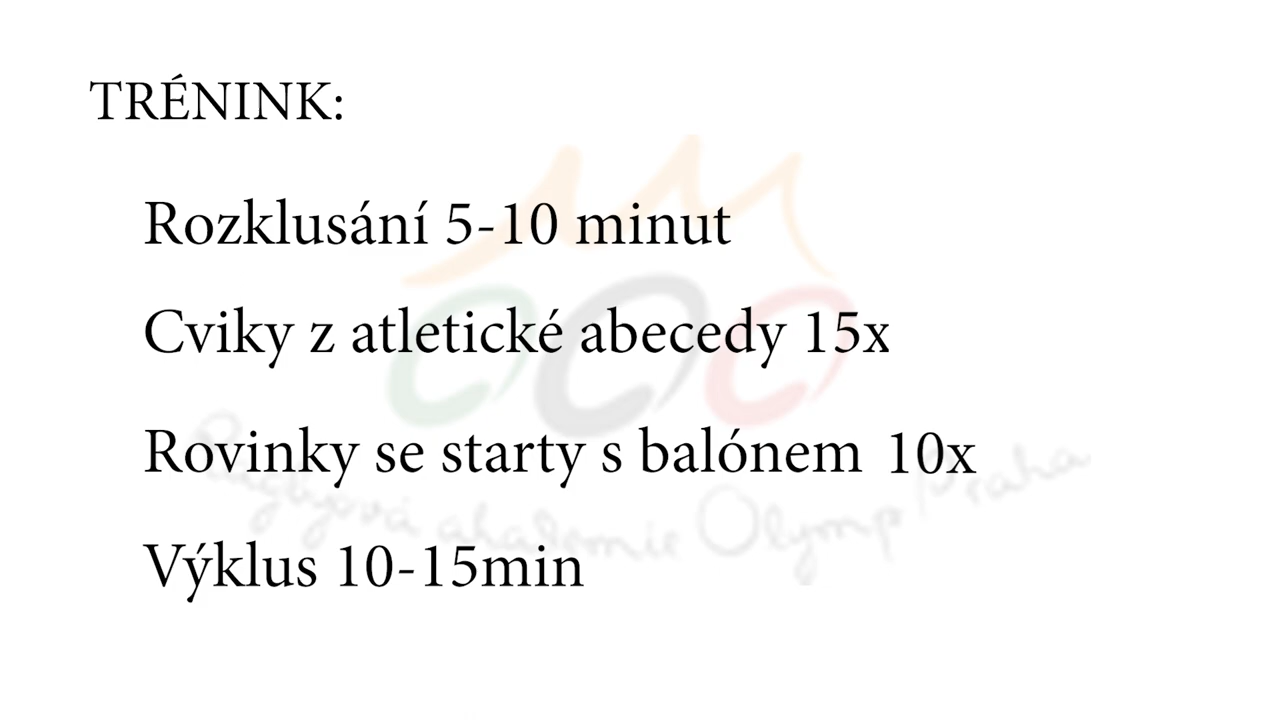 TRÉNINK:
Rozklusání 5-10 minut
Cviky z atletické abecedy 15x
Rovinky se starty s balónem 10x
Výklus 10-15min
Rugbyová akademie Olymp Praha